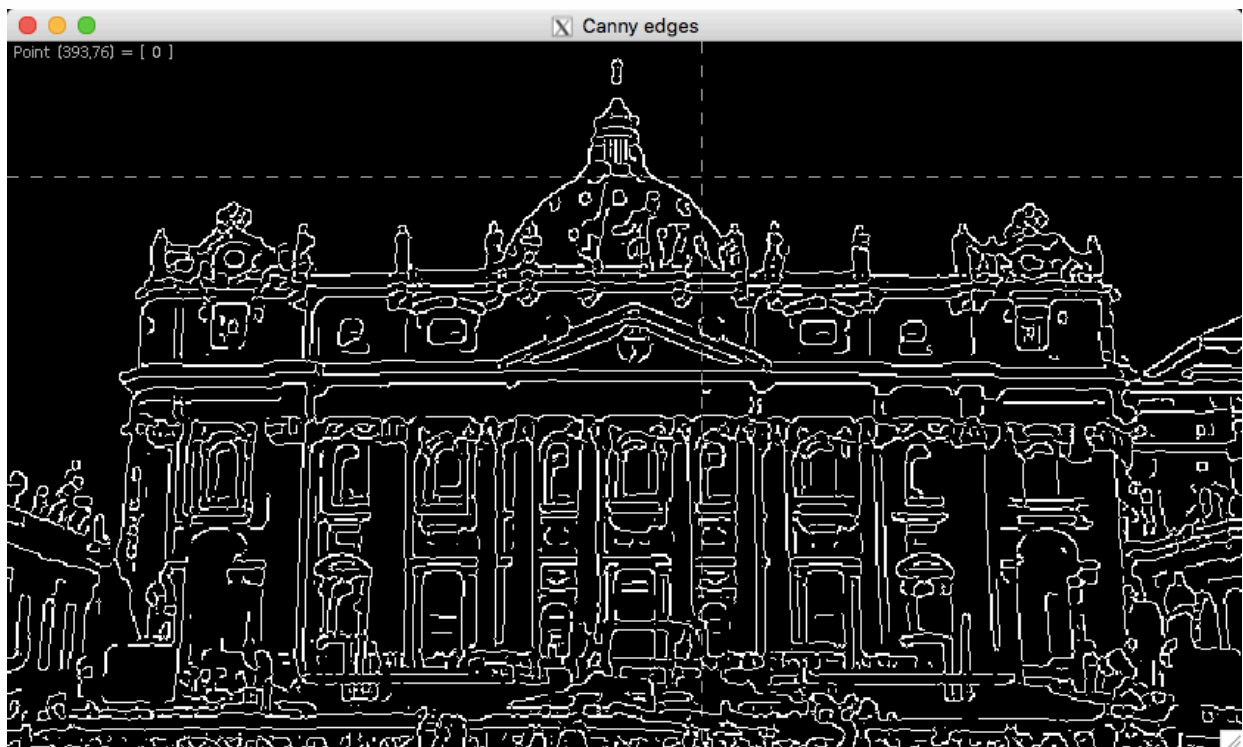 Canny edges
Point (393,76) = [ 0 ]